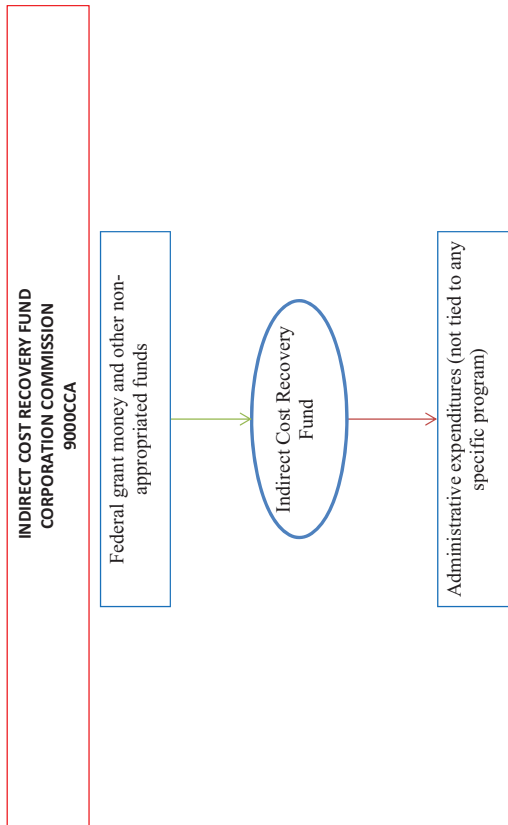 INDIRECT COST RECOVERY FUND
CORPORATION COMMISSION
9000CCA
Federal grant money and other non-
appropriated funds
Indirect Cost Recovery
Fund
Administrative expenditures (not tied to any
specific program)